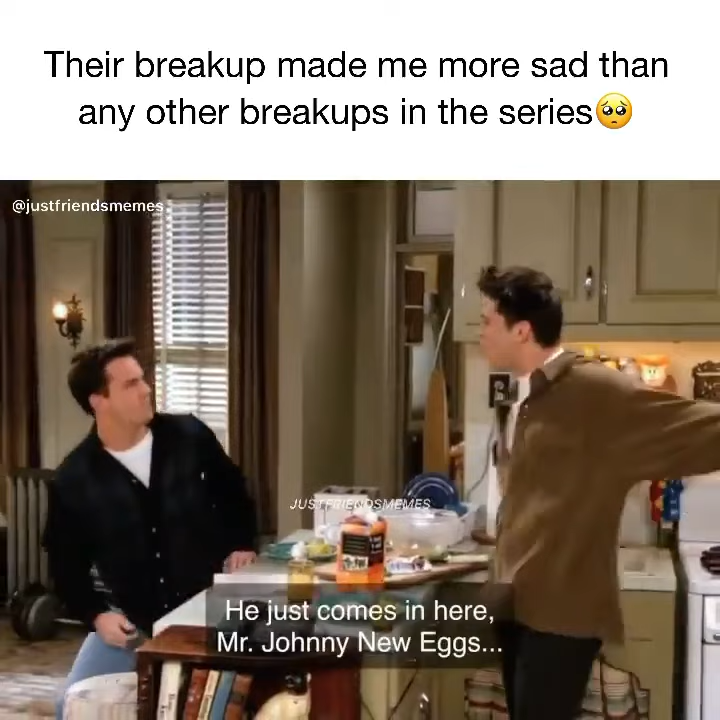 Their breakup made me more sad than
any other breakups in the series🥺
@justfriendsmemes
JUSTFRIENDSMEMES
He just comes in here,
Mr. Johnny New Eggs...